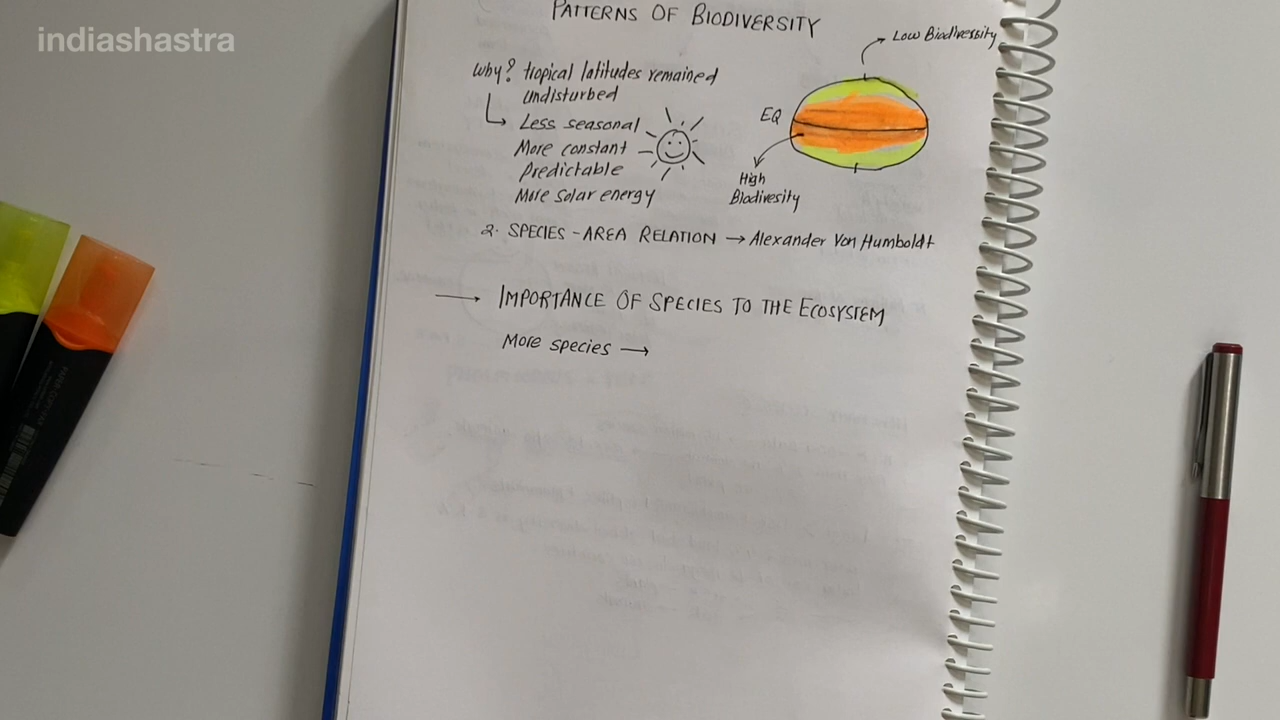 indiashastra
PATTERNS OF BIODIVERSITY
Low Biodiversity
Why? tropical latitudes remained
undisturbed
Less seasonal
More constant
predictable
More solar energy
EQ
High
Biodivesity
2. SPECIES - AREA RELATION → Alexander Von Humboldt
→ IMPORTANCE OF SPECIES TO THE ECOSYSTEM
More species →